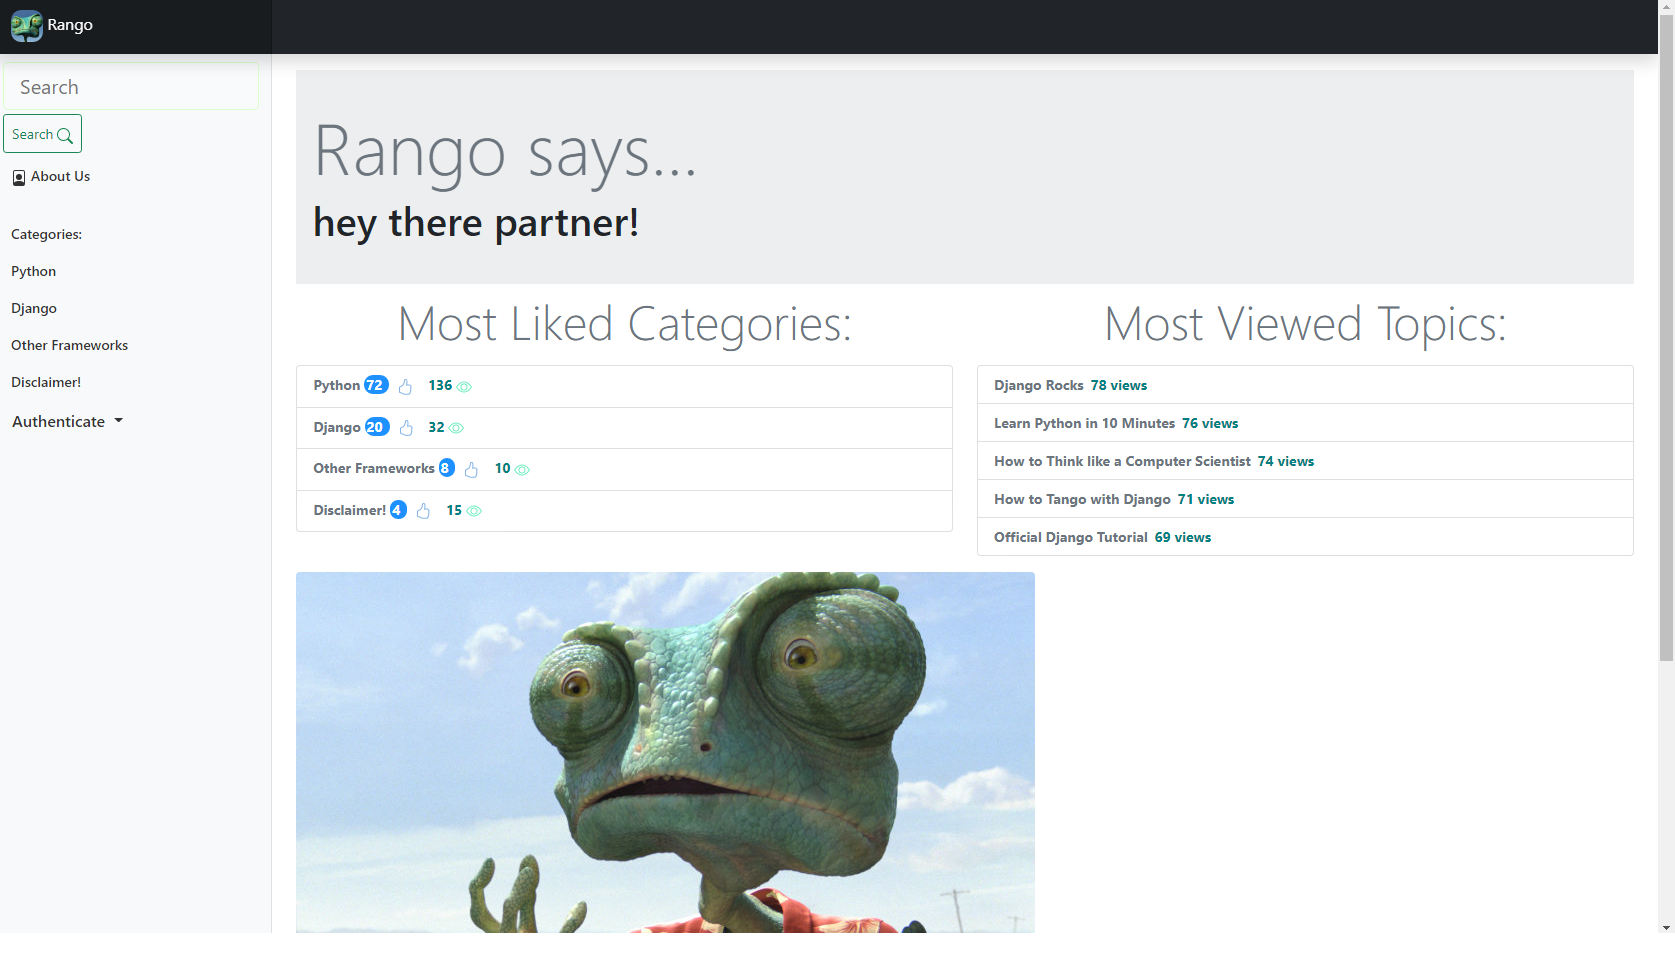 Rango
Search
Search
About Us
Categories:
Python
Django
Other Frameworks
Disclaimer!
Authenticate
Rango says...
hey there partner!
Most Liked Categories:
Python 72 136
Django 20 32
Other Frameworks 8 10
Disclaimer! 4 15
Most Viewed Topics:
Django Rocks 78 views
Learn Python in 10 Minutes 76 views
How to Think like a Computer Scientist 74 views
How to Tango with Django 71 views
Official Django Tutorial 69 views